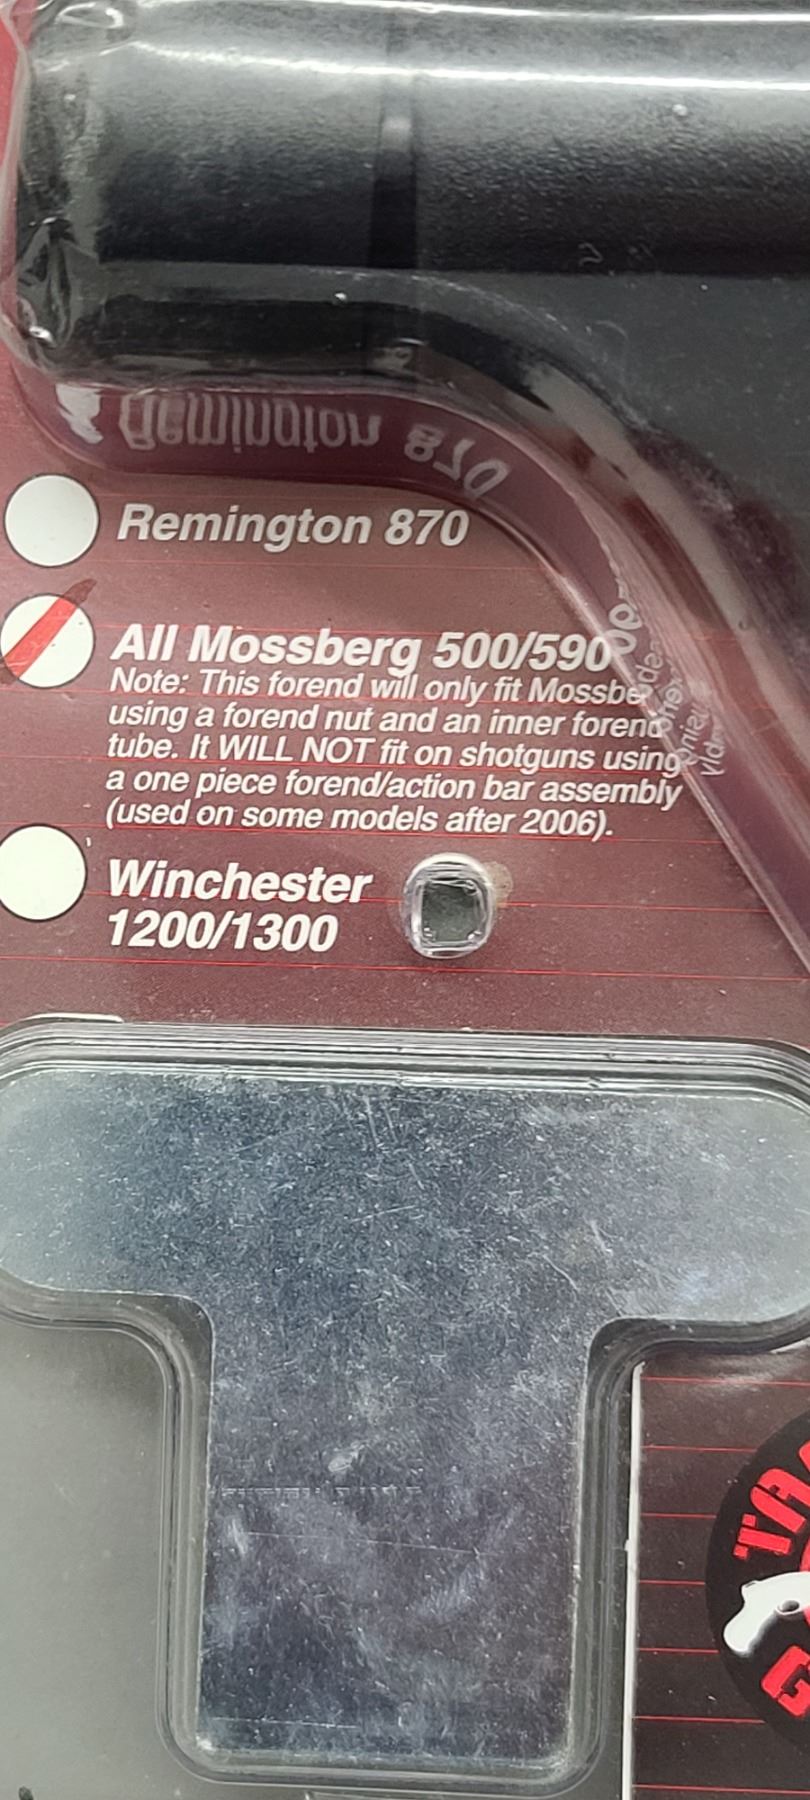 Remington 870
Remington 870
All Mossberg 500/590
Note: This forend will only fit
using a forend nut and an inner forend
tube. It WILL NOT fit on shotguns using
a one piece forend/action bar assembly
(used on some models after 2006).
Winchester
1200/1300